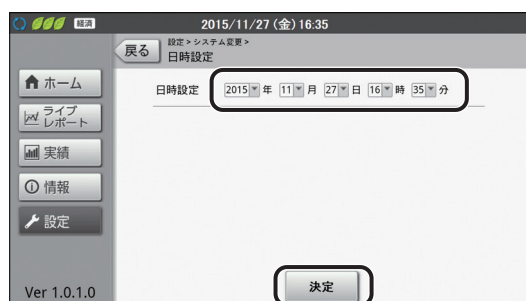 経済 2015/11/27 (金) 16:35
戻る
設定 > システム変更 >
日時設定
ホーム
ライブ
レポート
実績
情報
設定
Ver 1.0.1.0
日時設定 2015 年 11 月 27 日 16 時 35 分
決定